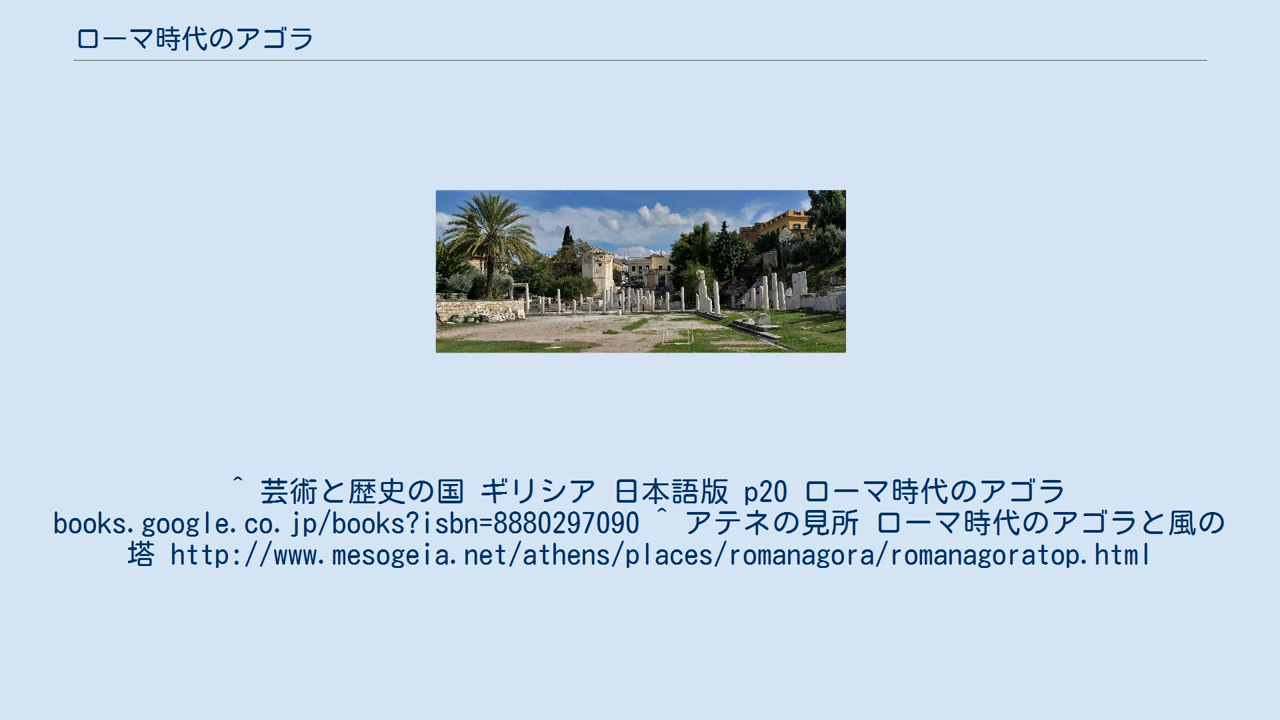 ローマ時代のアゴラ
^ 芸術と歴史の国 ギリシア 日本語版 p20 ローマ時代のアゴラ
books.google.co.jp/books?isbn=8880297090 ^ アテネの見所 ローマ時代のアゴラと風の
塔 http://www.mesogeia.net/athens/places/romanagora/romanagoratop.html